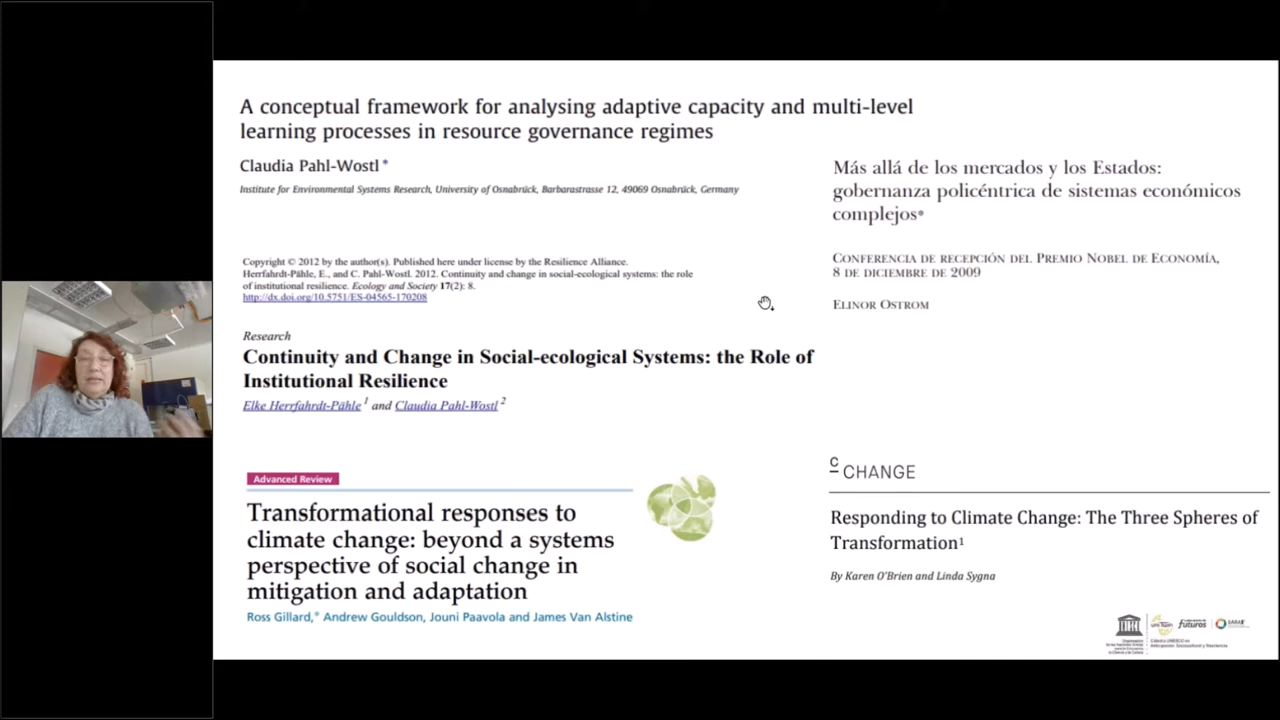 A conceptual framework for analysing adaptive capacity and multi-level
learning processes in resource governance regimes
Claudia Pahl-Wostl *
Institute for Environmental Systems Research, University of Osnabrück, Barbarastrasse 12, 49069 Osnabrück, Germany
Más allá de los mercados y los Estados:
gobernanza policéntrica de sistemas económicos
complejos*
Conferencia de recepción del Premio Nobel de Economía,
8 de diciembre de 2009
Elinor Ostrom
Copyright © 2012 by the author(s). Published here under license by the Resilience Alliance.
Herrfahrdt-Pähle, E., and C. Pahl-Wostl. 2012. Continuity and change in social-ecological systems: the role
of institutional resilience. Ecology and Society 17(2): 8.
http://dx.doi.org/10.5751/ES-04565-170208
Research
Continuity and Change in Social-ecological Systems: the Role of
Institutional Resilience
Elke Herrfahrdt-Pähle 1 and Claudia Pahl-Wostl 2
Advanced Review
Transformational responses to
climate change: beyond a systems
perspective of social change in
mitigation and adaptation
Ross Gillard,* Andrew Gouldson, Jouni Paavola and James Van Alstine
C CHANGE
Responding to Climate Change: The Three Spheres of
Transformation1
By Karen O'Brien and Linda Sygna
futuros
Cátedra UNESCO en
Anticipación Sociocultural y Resiliencia